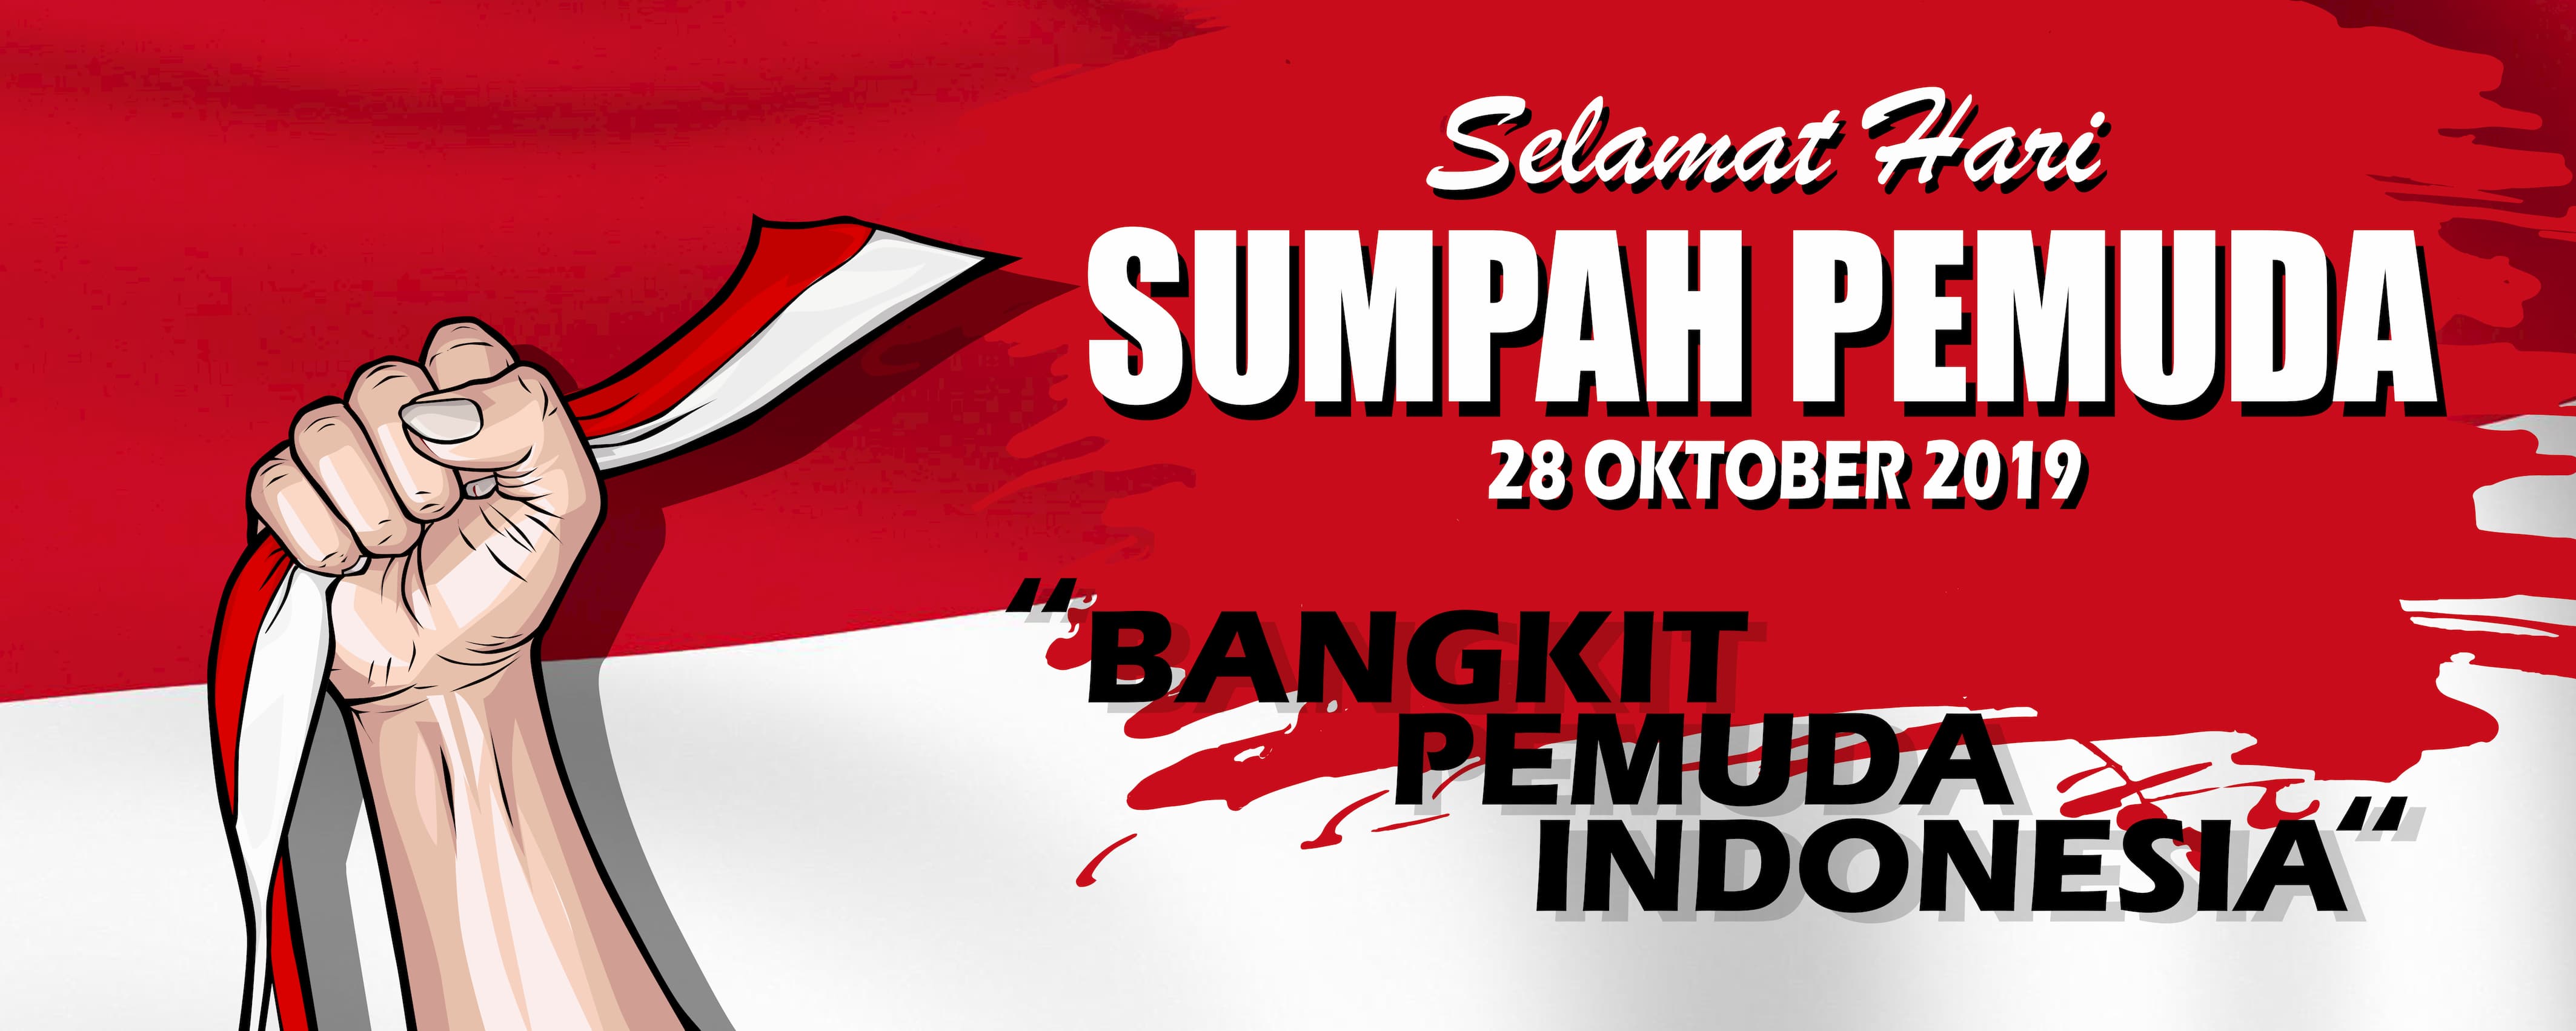 Selamat Hari
SUMPAH PEMUDA
28 OKTOBER 2019
“BANGKIT
PEMUDA
INDONESIA“